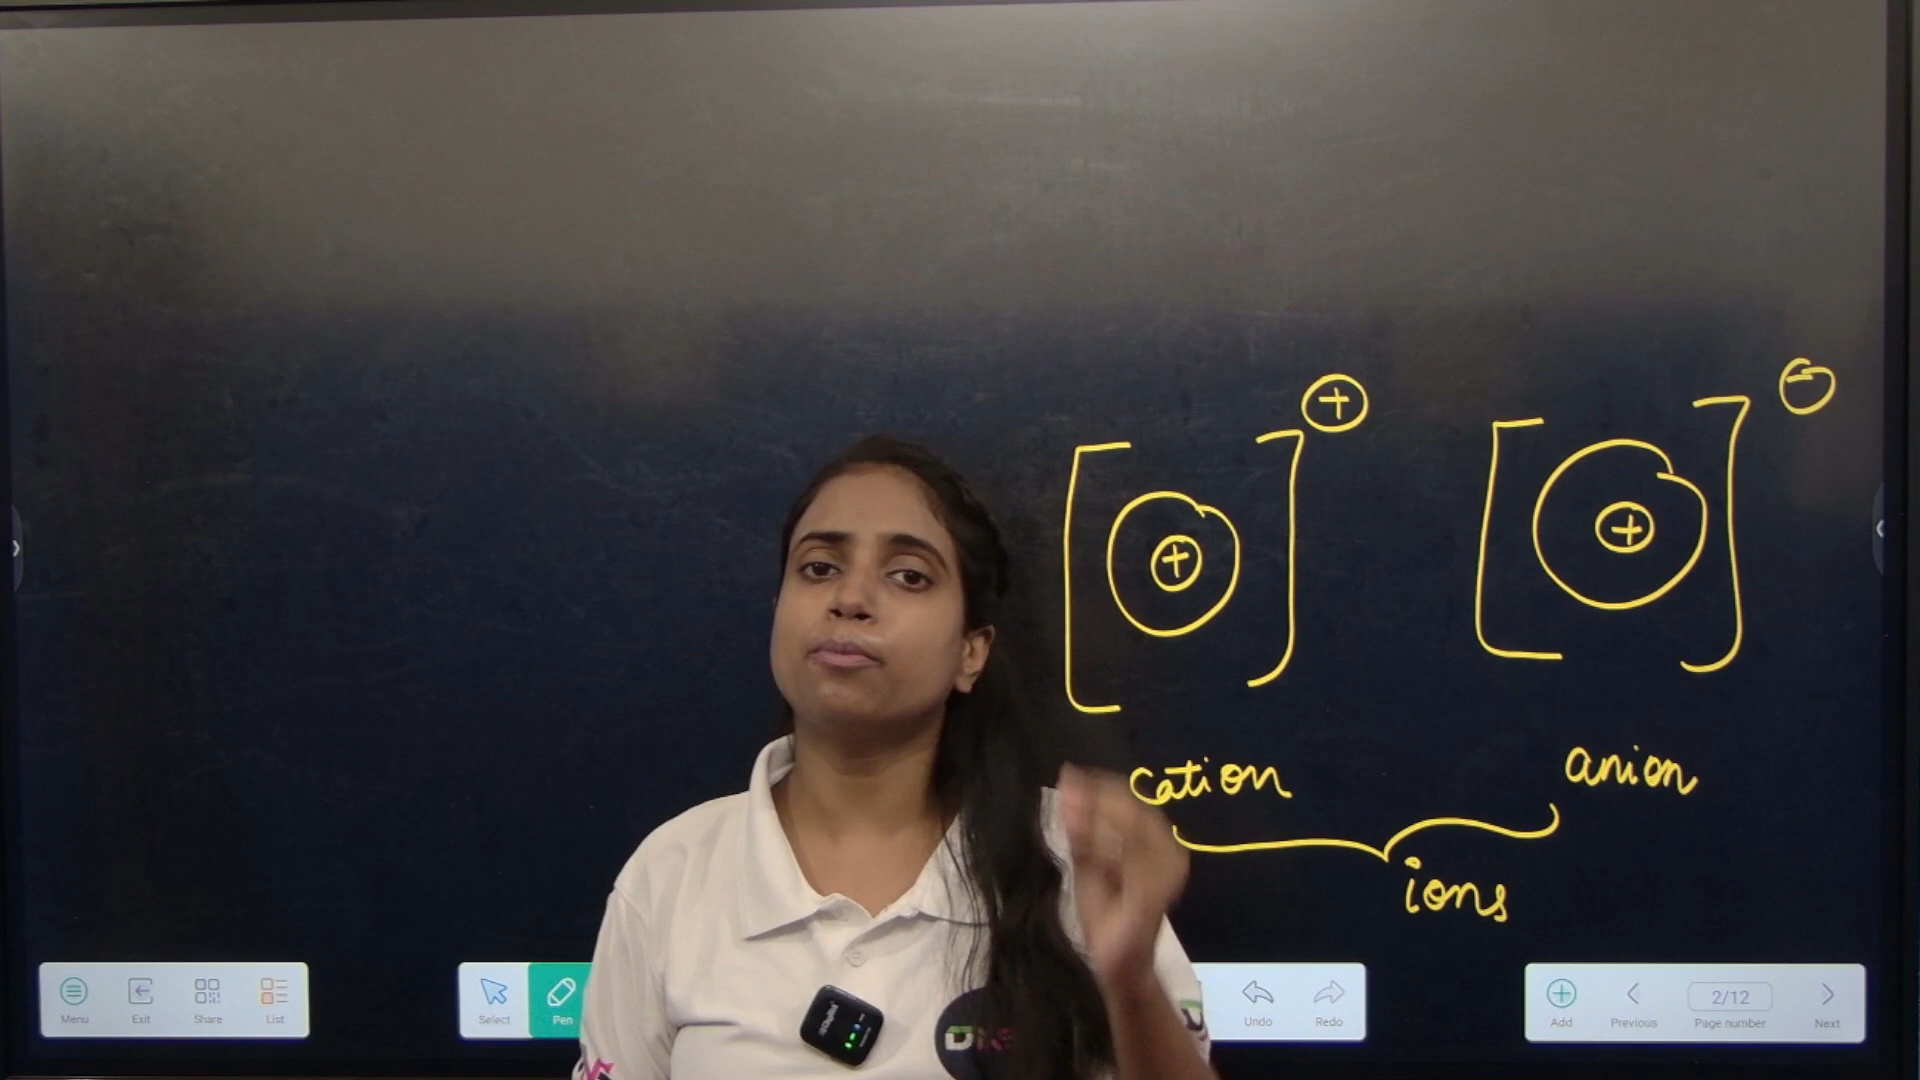 +
-
+
+
cation
anion
ions
Menu
Exit
Share
List
Select
Pen
Undo
Redo
Add
Previous
2/12
Page number
Next